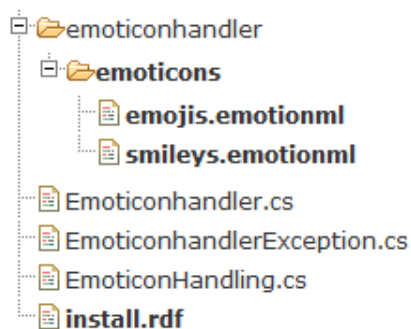 emoticonhandler
emoticons
emojis.emotionml
smileys.emotionml
Emoticonhandler.cs
EmoticonhandlerException.cs
EmoticonHandling.cs
install.rdf